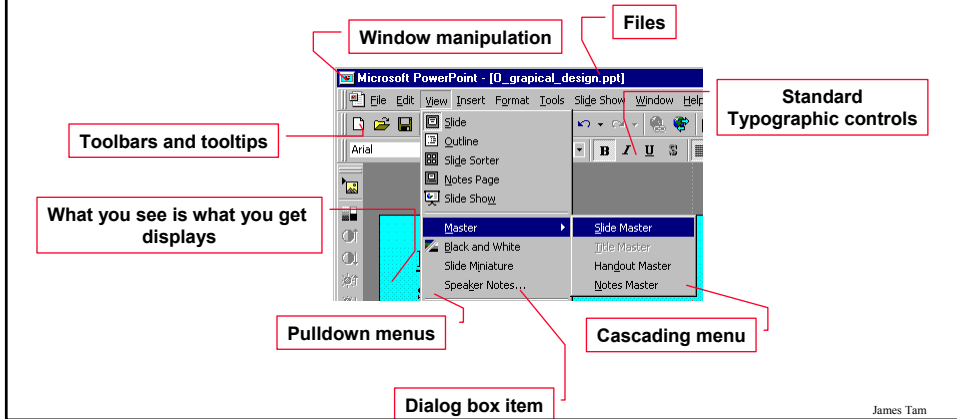 Files
Window manipulation
Microsoft PowerPoint - [0_grapical_design.ppt]
File Edit View Insert Format Tools Slide Show Window Help
Standard
Typographic controls
Toolbars and tooltips
Arial
B I U S
Slide
Outline
Slide Sorter
Notes Page
Slide Show
What you see is what you get
displays
Master
Slide Master
Black and White
Title Master
Slide Miniature
Handout Master
Speaker Notes...
Notes Master
Pulldown menus
Cascading menu
Dialog box item
James Tam